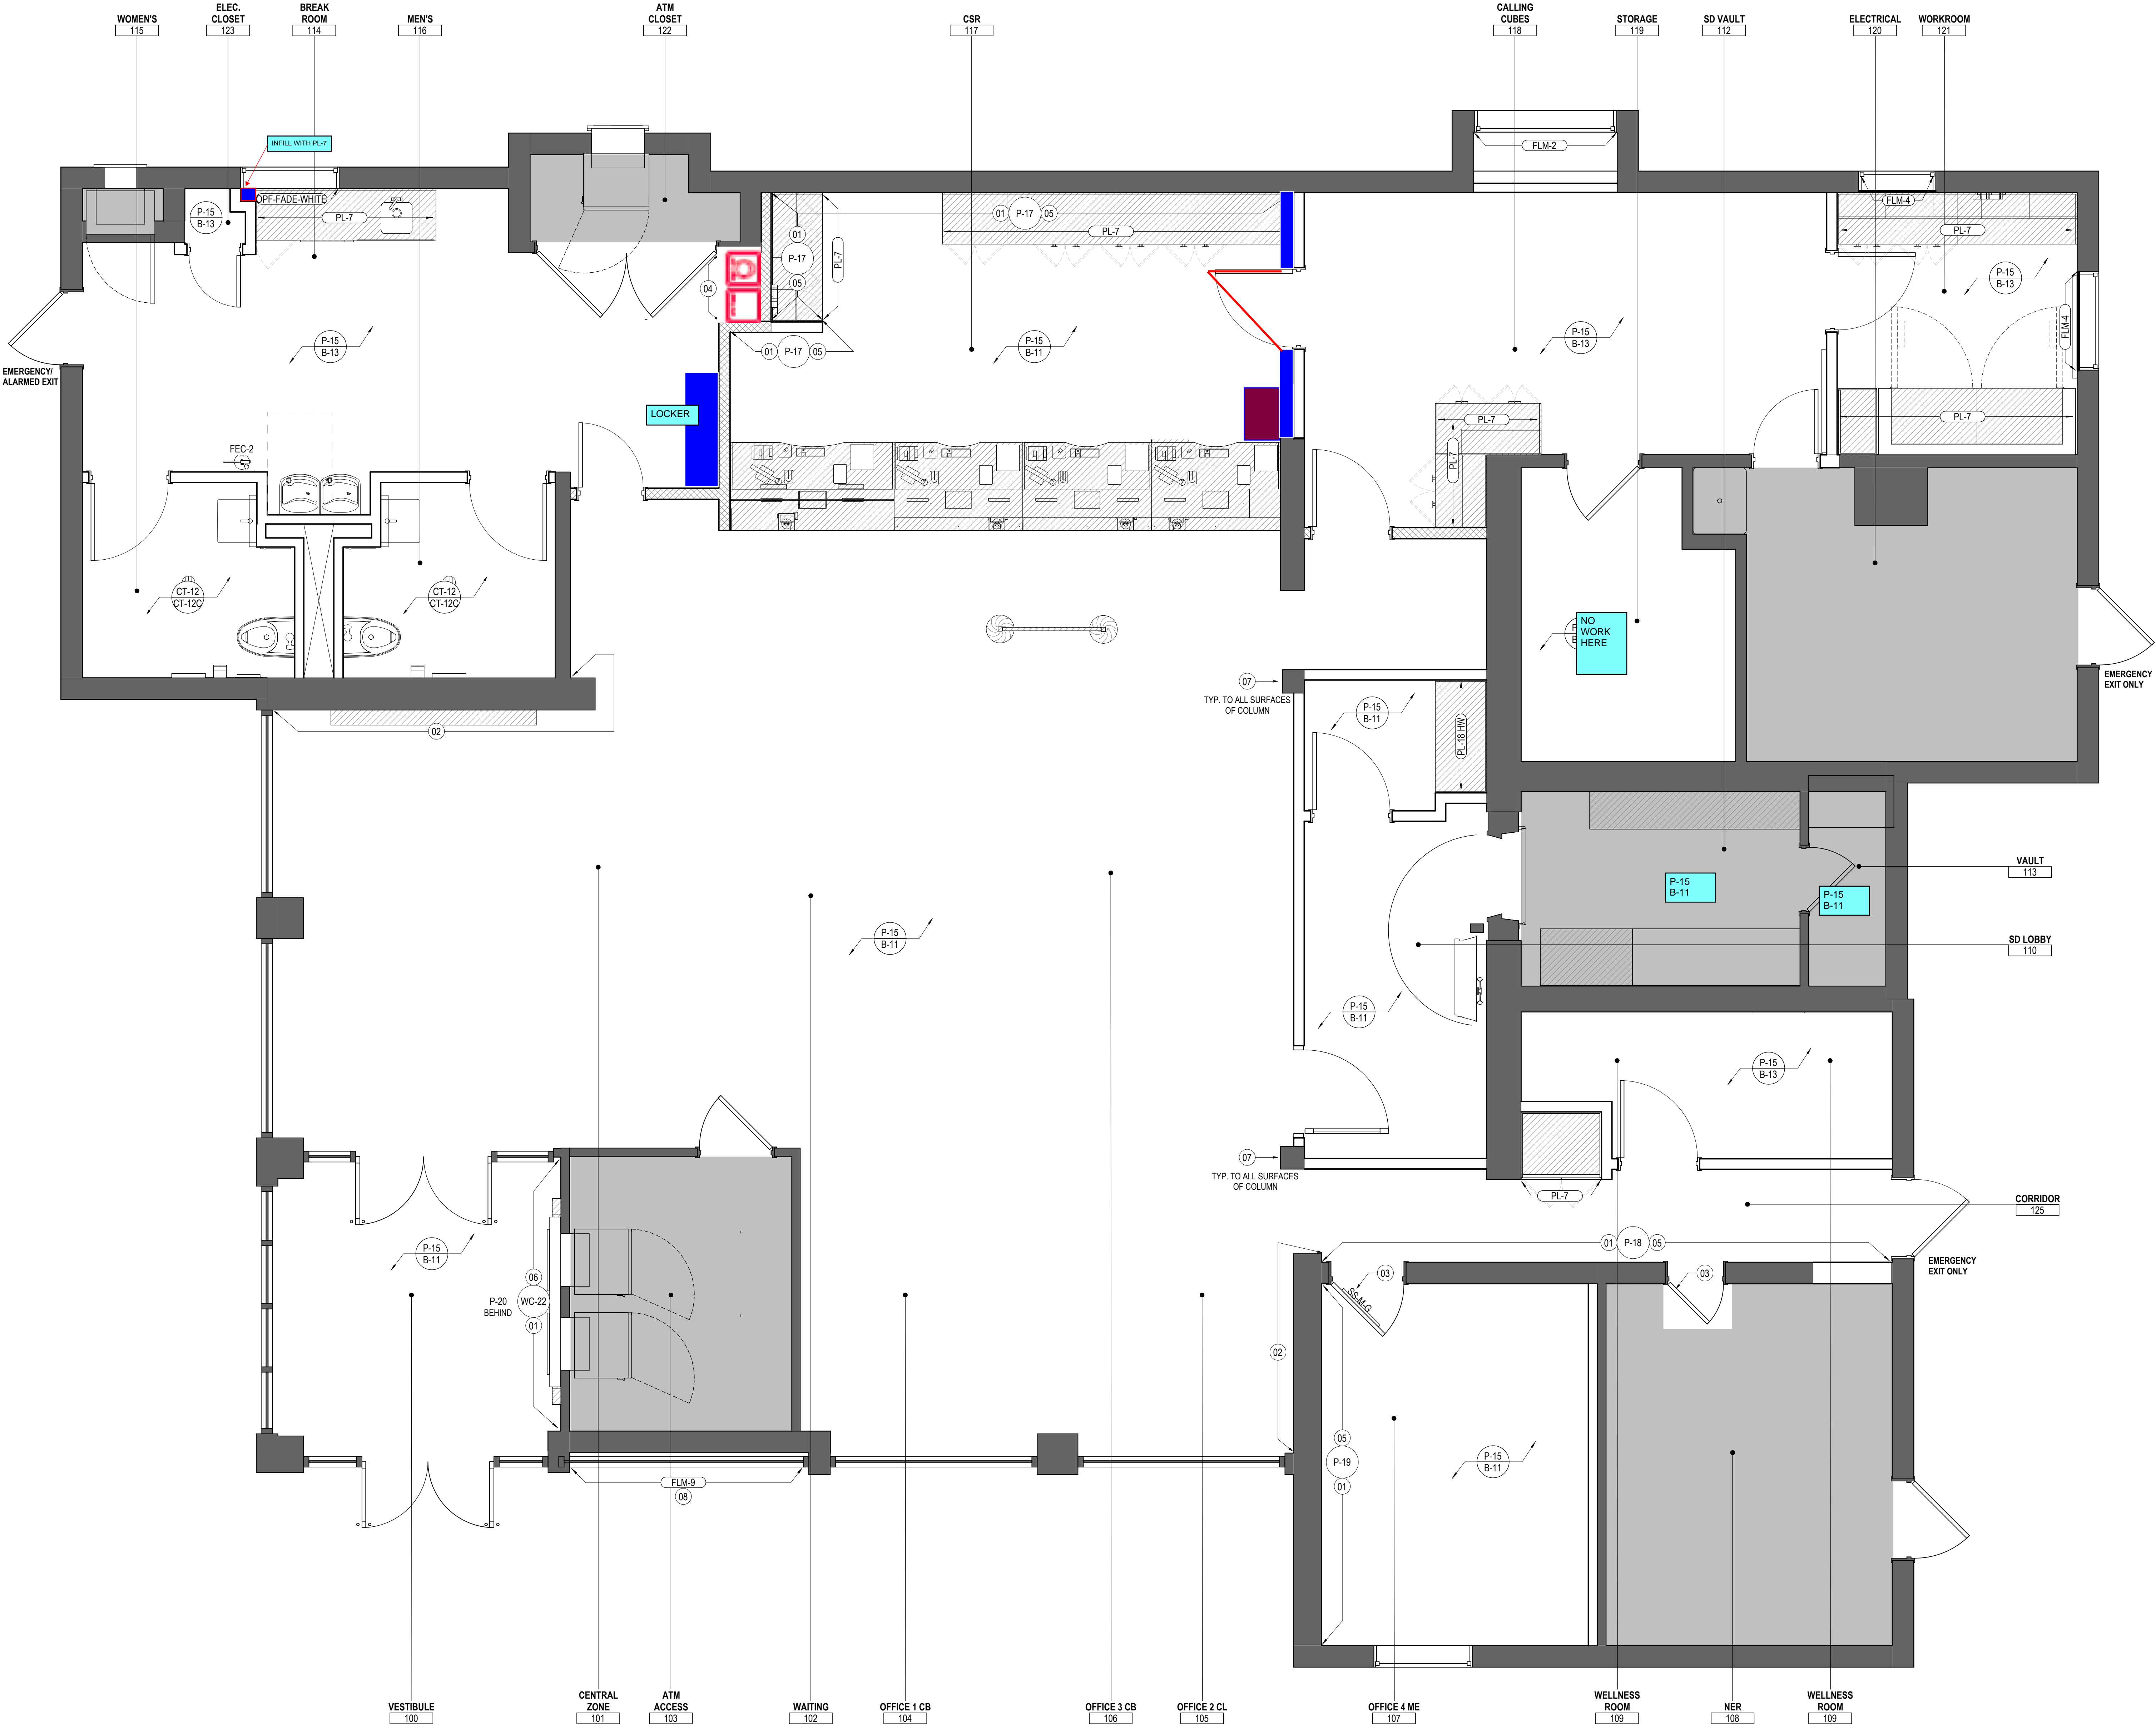 WOMEN'S
115
ELEC.
CLOSET
123
BREAK
ROOM
114
MEN'S
116
ATM
CLOSET
122
CSR
117
CALLING
CUBES
118
STORAGE
119
SD VAULT
112
ELECTRICAL
120
WORKROOM
121
INFILL WITH PL-7
FLM-2
OPF-FADE-WHITE
PL-7
P-15
B-13
FLM-4
PL-7
01
P-17
05
PL-7
01
P-17
05
PL-7
04
P-15
B-13
P-15
B-13
P-15
B-11
P-15
B-13
01
P-17
05
FLM-4
EMERGENCY/
ALARMED EXIT
LOCKER
PL-7
PL-7
PL-7
FEC-2
CT-12
CT-12C
CT-12
CT-12C
NO
WORK
HERE
EMERGENCY
EXIT ONLY
07
TYP. TO ALL SURFACES
OF COLUMN
P-15
B-11
PL-18 HW
02
VAULT
113
P-15
B-11
P-15
B-11
P-15
B-11
SD LOBBY
110
P-15
B-11
P-15
B-13
07
TYP. TO ALL SURFACES
OF COLUMN
PL-7
CORRIDOR
125
P-15
B-11
01
P-18
05
EMERGENCY
EXIT ONLY
06
WC-22
01
P-20
BEHIND
03
SS-M-G
03
02
05
P-19
01
P-15
B-11
FLM-9
08
VESTIBULE
100
CENTRAL
ZONE
101
ATM
ACCESS
103
WAITING
102
OFFICE 1 CB
104
OFFICE 3 CB
106
OFFICE 2 CL
105
OFFICE 4 ME
107
WELLNESS
ROOM
109
NER
108
WELLNESS
ROOM
109